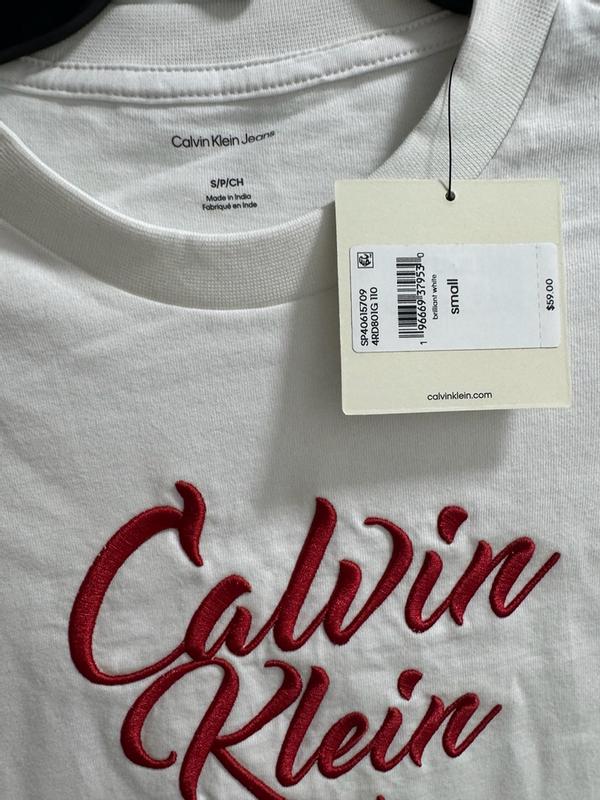 Calvin Klein Jeans
S/P/CH
Made in India
Fabriqué en Inde
SP40615709
4RD801G 110
1 96669 37953 0
brilliant white
small
$59.00
calvinklein.com
Calvin
Klein